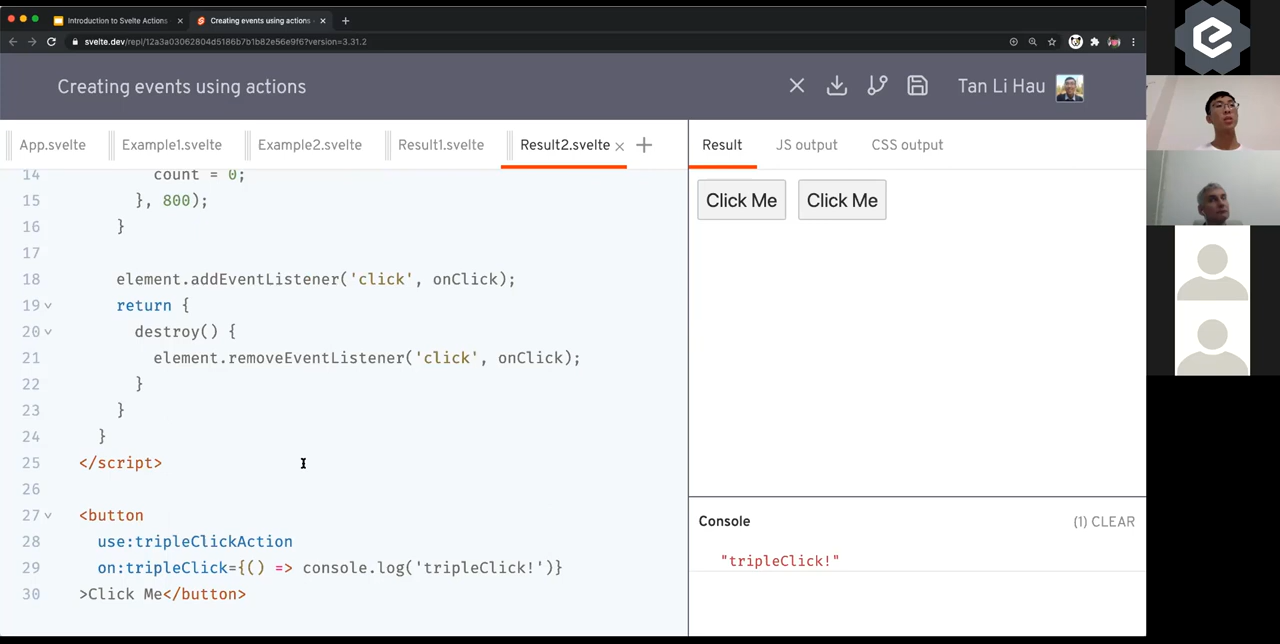 Introduction to Svelte Actions
Creating events using actions
svelte.dev/repl/12a3a03062804d5186b7b1b82e56e9f6?version=3.31.2
Creating events using actions
Tan Li Hau
App.svelte
Example1.svelte
Example2.svelte
Result1.svelte
Result2.svelte
Result
JS output
CSS output
14 count = 0;
15 }, 800);
16 }
17
18 element.addEventListener('click', onClick);
19 return {
20 destroy() {
21 element.removeEventListener('click', onClick);
22 }
23 }
24 }
25 </script>
26
27 <button
28 use:tripleClickAction
29 on:tripleClick={() => console.log('tripleClick!')}
30 >Click Me</button>
Click Me
Click Me
Console
(1) CLEAR
"tripleClick!"